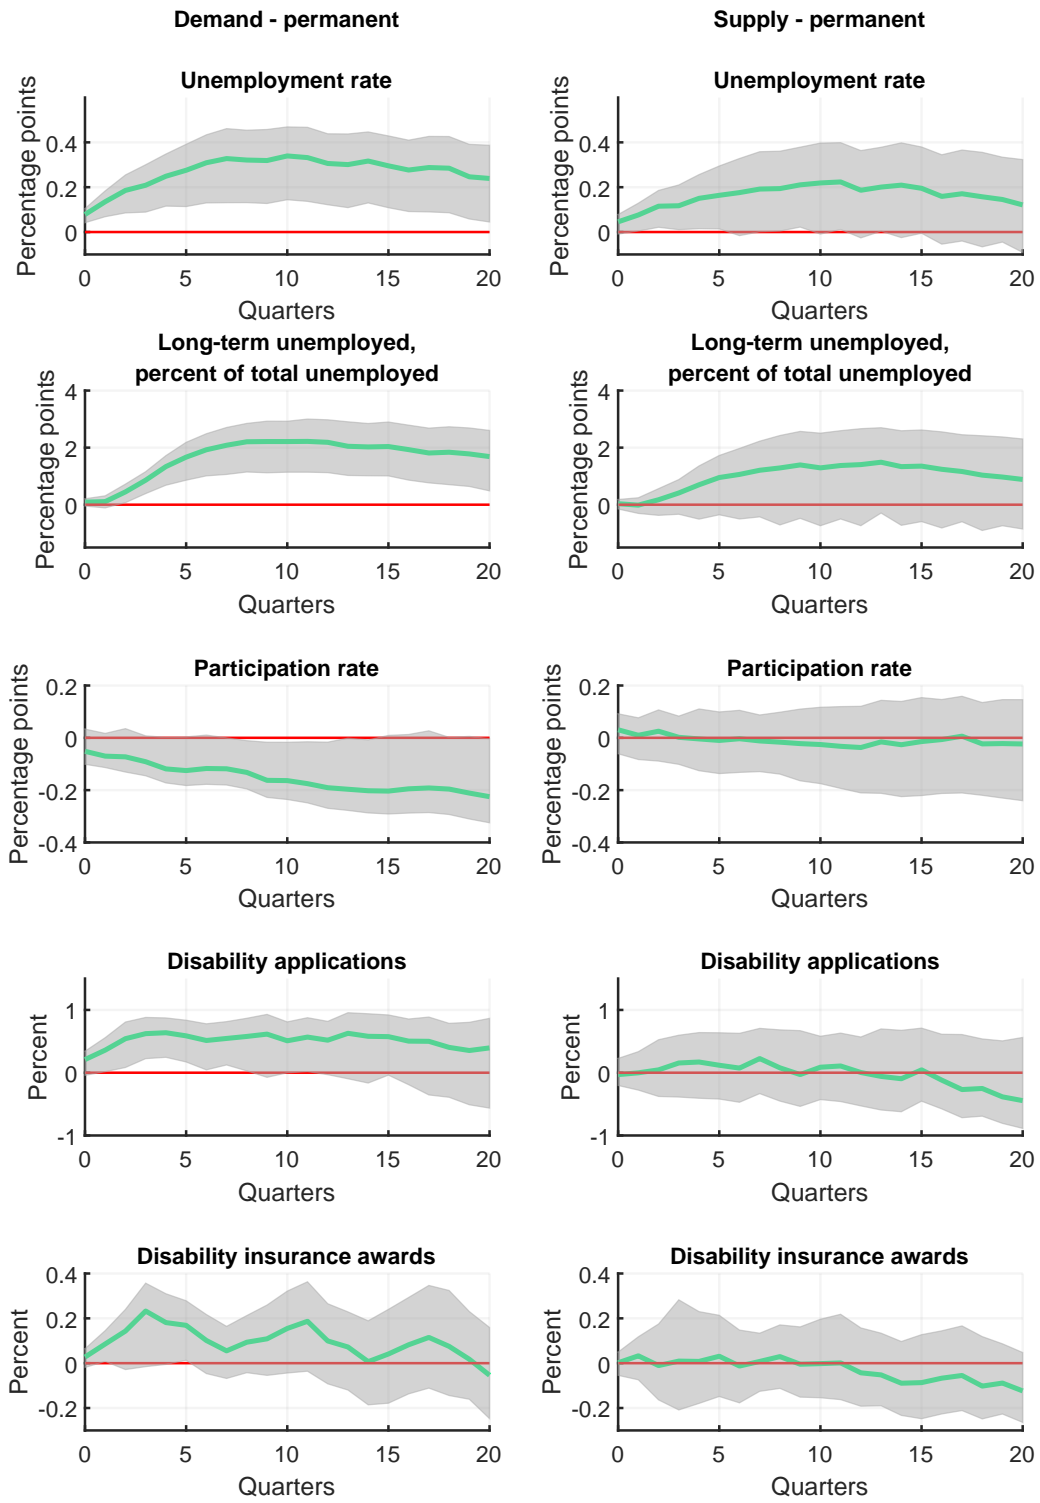 Demand - permanent
Supply - permanent
Unemployment rate
Percentage points
0.4
0.2
0
0 5 10 15 20
Quarters
Unemployment rate
Percentage points
0.4
0.2
0
0 5 10 15 20
Quarters
Long-term unemployed,
percent of total unemployed
Percentage points
4
2
0
0 5 10 15 20
Quarters
Long-term unemployed,
percent of total unemployed
Percentage points
4
2
0
0 5 10 15 20
Quarters
Participation rate
Percentage points
0.2
0
-0.2
-0.4
0 5 10 15 20
Quarters
Participation rate
Percentage points
0.2
0
-0.2
-0.4
0 5 10 15 20
Quarters
Disability applications
Percent
1
0
-1
0 5 10 15 20
Quarters
Disability applications
Percent
1
0
-1
0 5 10 15 20
Quarters
Disability insurance awards
Percent
0.4
0.2
0
-0.2
0 5 10 15 20
Quarters
Disability insurance awards
Percent
0.4
0.2
0
-0.2
0 5 10 15 20
Quarters